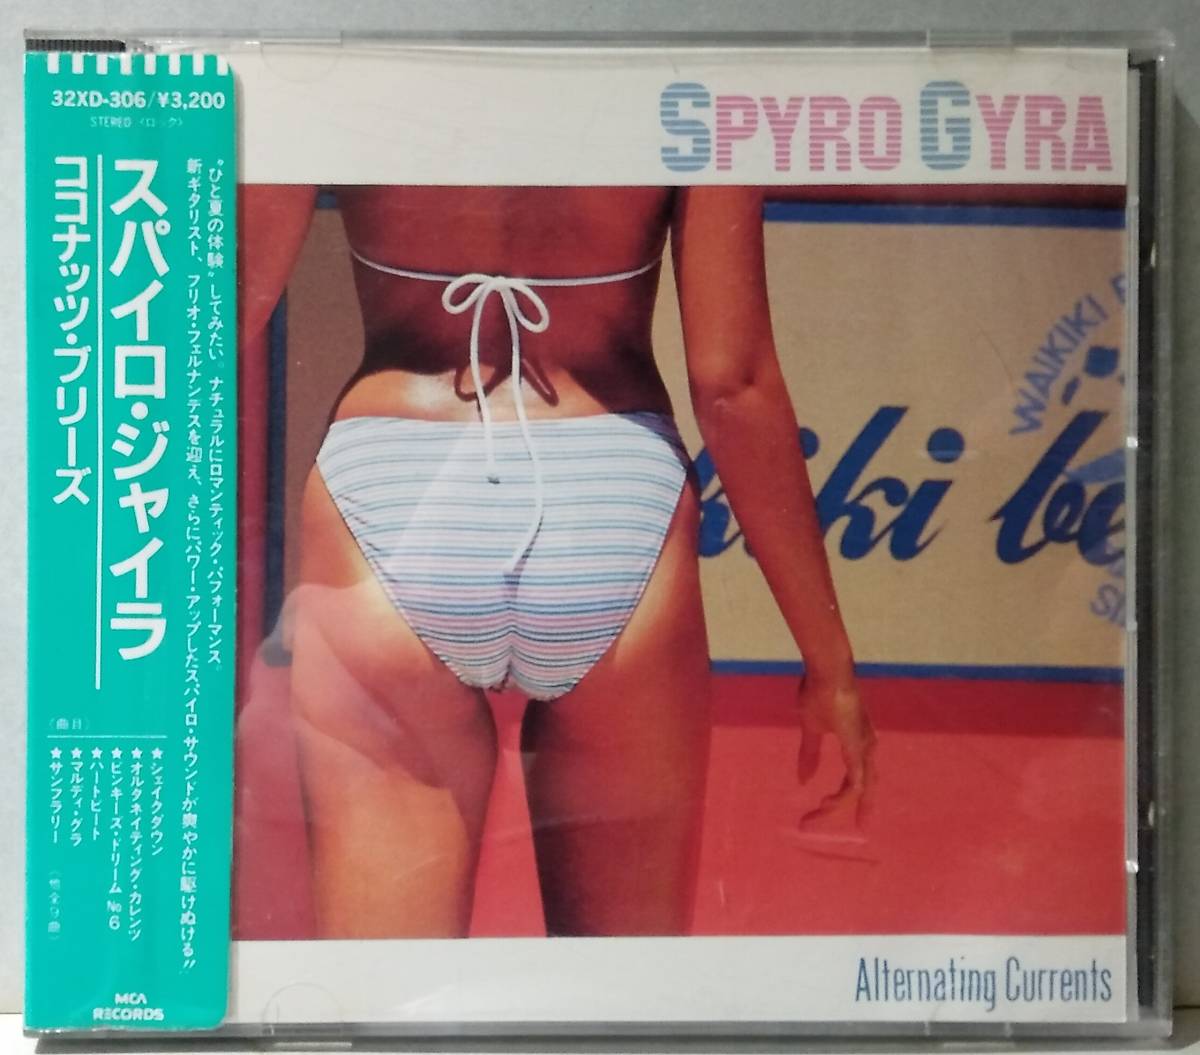 32XD-306/¥3,200
STEREO〈ロック〉
スパイロ・ジャイラ
ココナッツ・ブリーズ
“ひと夏の体験”してみたい。ナチュラルにロマンティック・パフォーマンス。
新ギタリスト、フリオ・フェルナンデスを迎え、さらにパワー・アップしたスパイロ・サウンドが爽やかに駆けぬける!!
〈曲目〉
★シェイクダウン
★オルタネイティング・カレンツ
★ピンキーズ・ドリーム No6
★ハートビート
★マルディ・グラ
★サンフラリー
〈他全9曲〉
MCA
RECORDS
SPYRO GYRA
WAIKIKI
kiki be
Alternating Currents